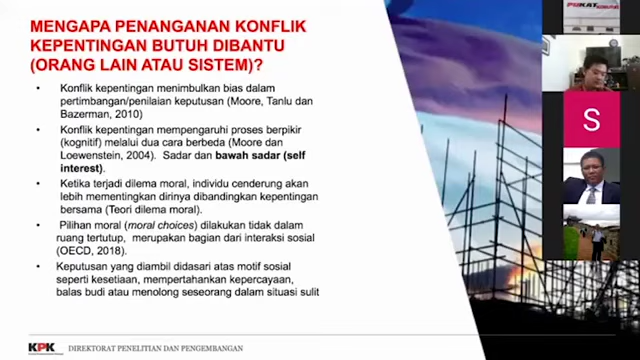 MENGAPA PENANGANAN KONFLIK
KEPENTINGAN BUTUH DIBANTU
(ORANG LAIN ATAU SISTEM)?
• Konflik kepentingan menimbulkan bias dalam
pertimbangan/penilaian keputusan (Moore, Tanlu dan
Bazerman, 2010)
• Konflik kepentingan mempengaruhi proses berpikir
(kognitif) melalui dua cara berbeda (Moore dan
Loewenstein, 2004). Sadar dan bawah sadar (self
interest).
• Ketika terjadi dilema moral, individu cenderung akan
lebih mementingkan dirinya dibandingkan kepentingan
bersama (Teori dilema moral).
• Pilihan moral (moral choices) dilakukan tidak dalam
ruang tertutup, merupakan bagian dari interaksi sosial
(OECD, 2018).
• Keputusan yang diambil didasari atas motif sosial
seperti kesetiaan, mempertahankan kepercayaan,
balas budi atau menolong seseorang dalam situasi sulit
KPK DIREKTORAT PENELITIAN DAN PENGEMBANGAN
S